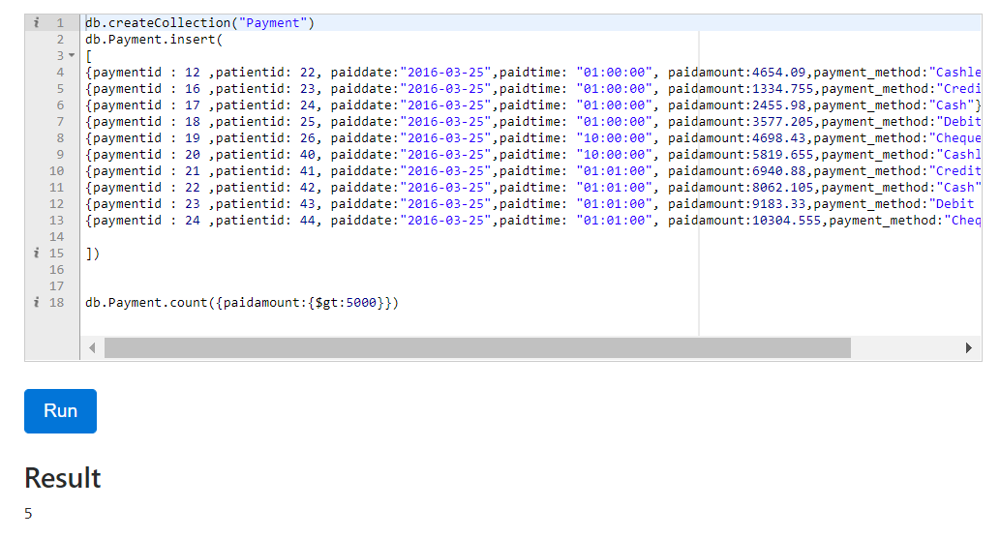 i 1 db.createCollection("Payment")
2 db.Payment.insert(
3 [
4 {paymentid : 12 ,patientid: 22, paiddate:"2016-03-25",paidtime: "01:00:00", paidamount:4654.09,payment_method:"Cashle
5 {paymentid : 16 ,patientid: 23, paiddate:"2016-03-25",paidtime: "01:00:00", paidamount:1334.755,payment_method:"Credi
6 {paymentid : 17 ,patientid: 24, paiddate:"2016-03-25",paidtime: "01:00:00", paidamount:2455.98,payment_method:"Cash"}
7 {paymentid : 18 ,patientid: 25, paiddate:"2016-03-25",paidtime: "01:00:00", paidamount:3577.205,payment_method:"Debit
8 {paymentid : 19 ,patientid: 26, paiddate:"2016-03-25",paidtime: "10:00:00", paidamount:4698.43,payment_method:"Cheque
9 {paymentid : 20 ,patientid: 40, paiddate:"2016-03-25",paidtime: "10:00:00", paidamount:5819.655,payment_method:"Cashl
10 {paymentid : 21 ,patientid: 41, paiddate:"2016-03-25",paidtime: "01:01:00", paidamount:6940.88,payment_method:"Credit
11 {paymentid : 22 ,patientid: 42, paiddate:"2016-03-25",paidtime: "01:01:00", paidamount:8062.105,payment_method:"Cash"
12 {paymentid : 23 ,patientid: 43, paiddate:"2016-03-25",paidtime: "01:01:00", paidamount:9183.33,payment_method:"Debit
13 {paymentid : 24 ,patientid: 44, paiddate:"2016-03-25",paidtime: "01:01:00", paidamount:10304.555,payment_method:"Cheq
14
i 15 ])
16
17
i 18 db.Payment.count({paidamount:{$gt:5000}})
Run
Result
5